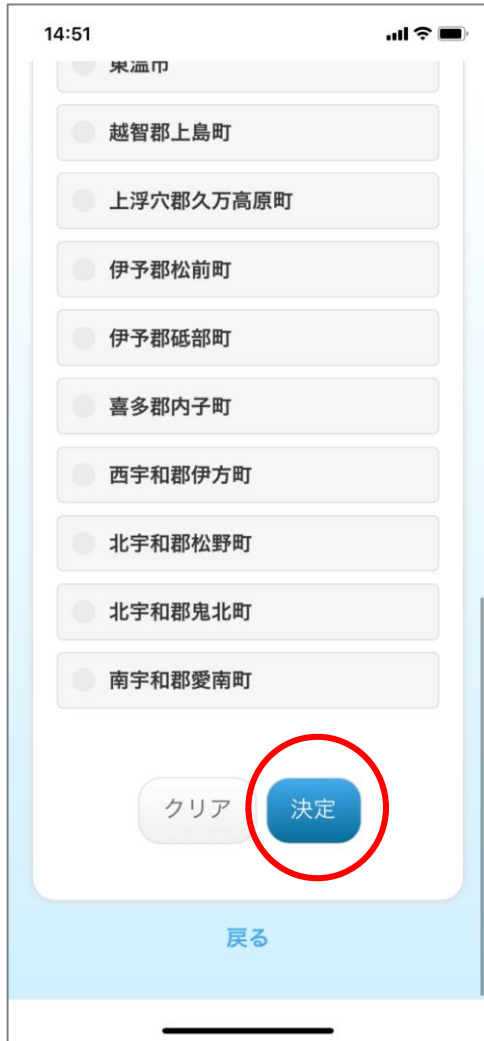 14:51
東温市
越智郡上島町
上浮穴郡久万高原町
伊予郡松前町
伊予郡砥部町
喜多郡内子町
西宇和郡伊方町
北宇和郡松野町
北宇和郡鬼北町
南宇和郡愛南町
クリア 決定
戻る